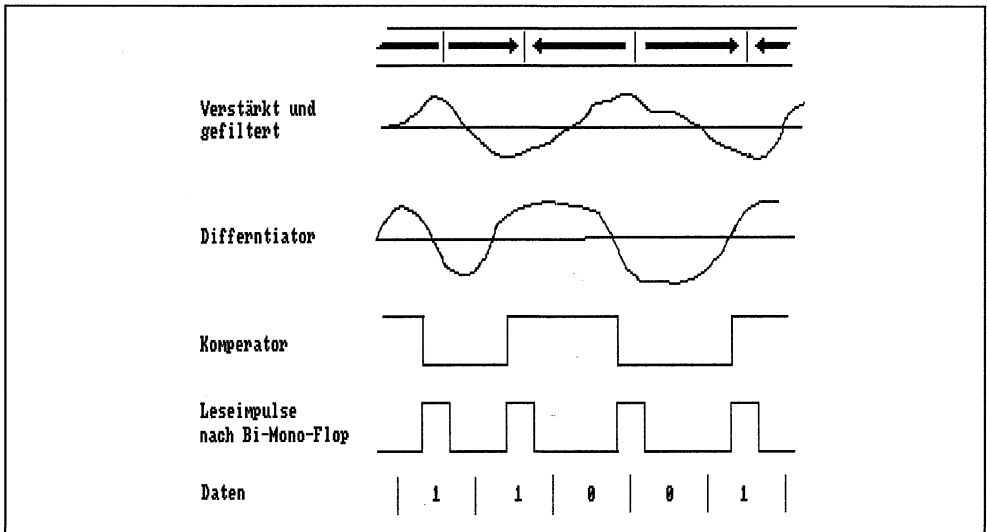 Verstärkt und
gefiltert
Differntiator
Komperator
Leseimpulse
nach Bi-Mono-Flop
Daten | 1 | 1 | 0 | 0 | 1 |